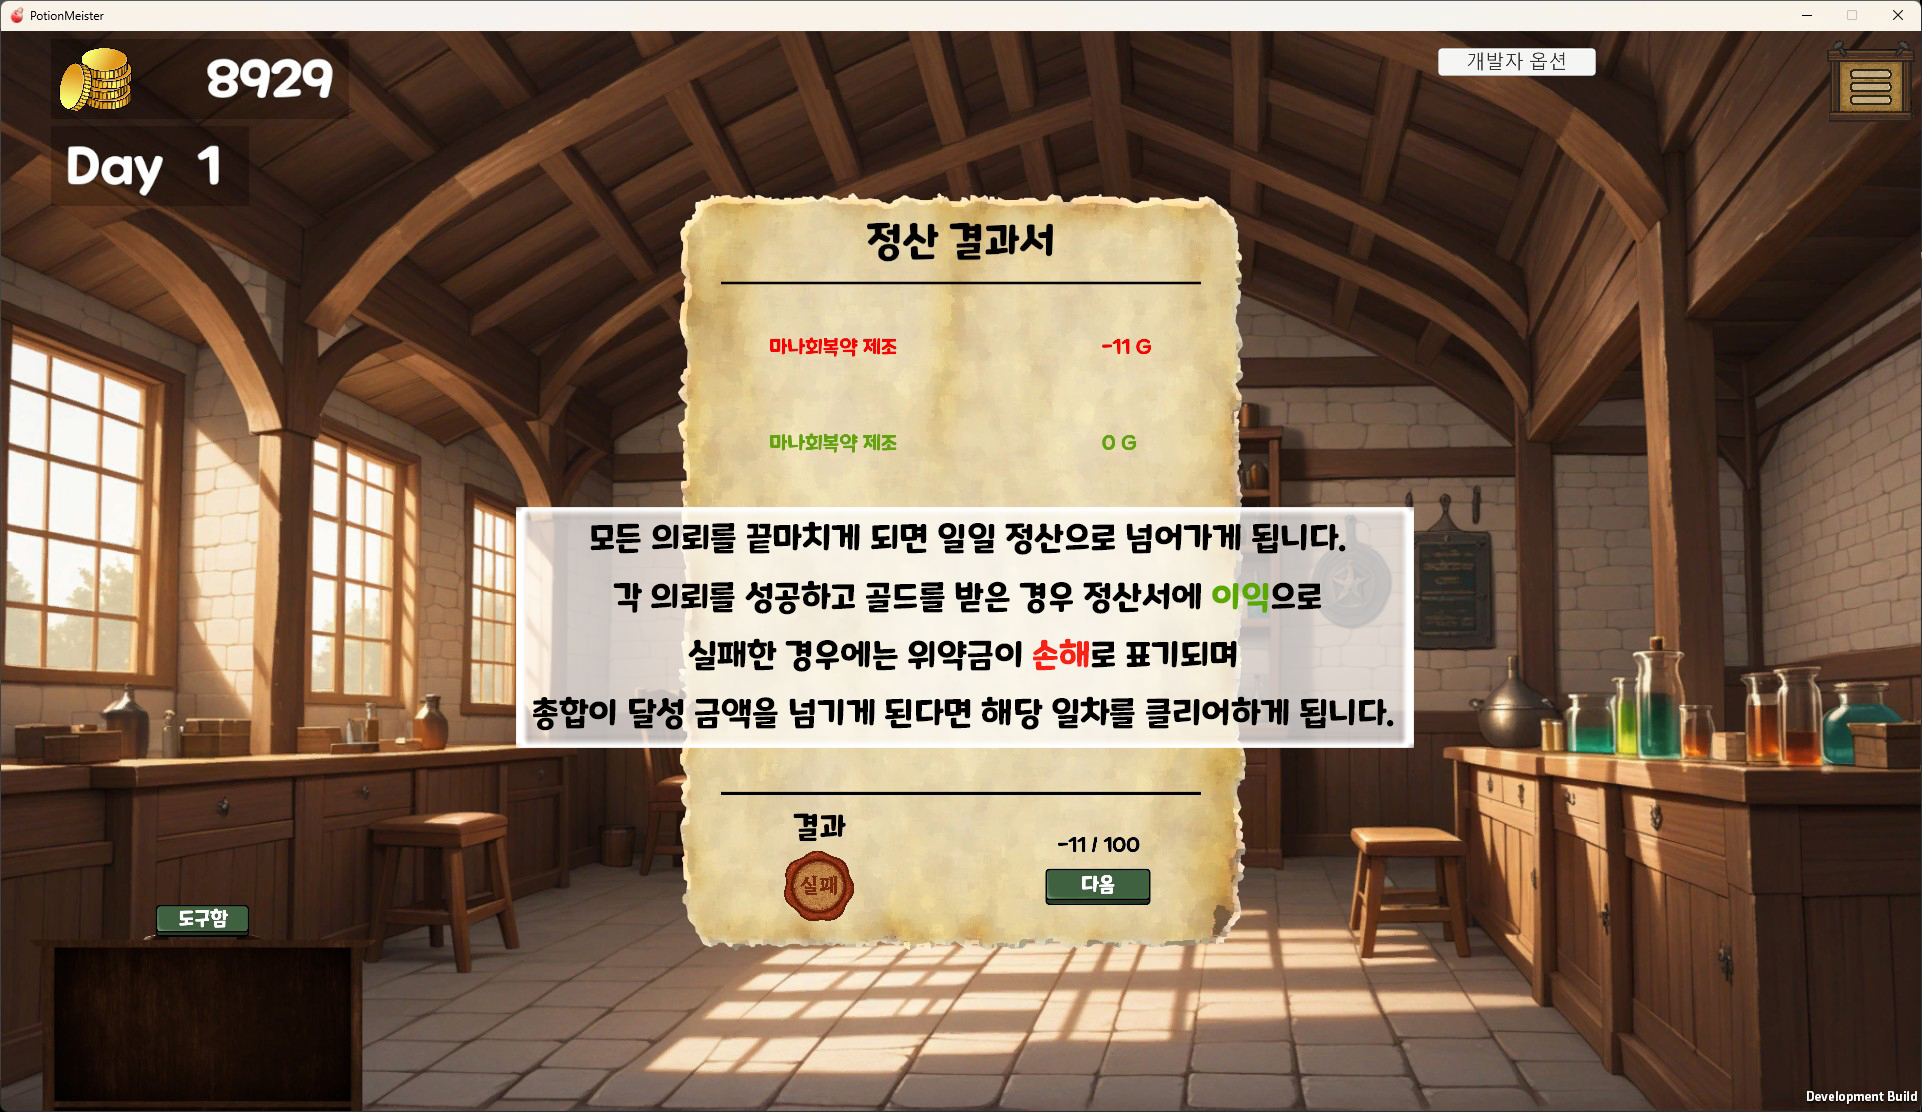 PotionMeister
8929
개발자 옵션
Day 1
정산 결과서
마나회복약 제조 -11 G
마나회복약 제조 0 G
모든 의뢰를 끝마치게 되면 일일 정산으로 넘어가게 됩니다.
각 의뢰를 성공하고 골드를 받은 경우 정산서에 이익으로
실패한 경우에는 위약금이 손해로 표기되며
총합이 달성 금액을 넘기게 된다면 해당 일차를 클리어하게 됩니다.
결과
-11 / 100
실패
다음
도구함
Development Build